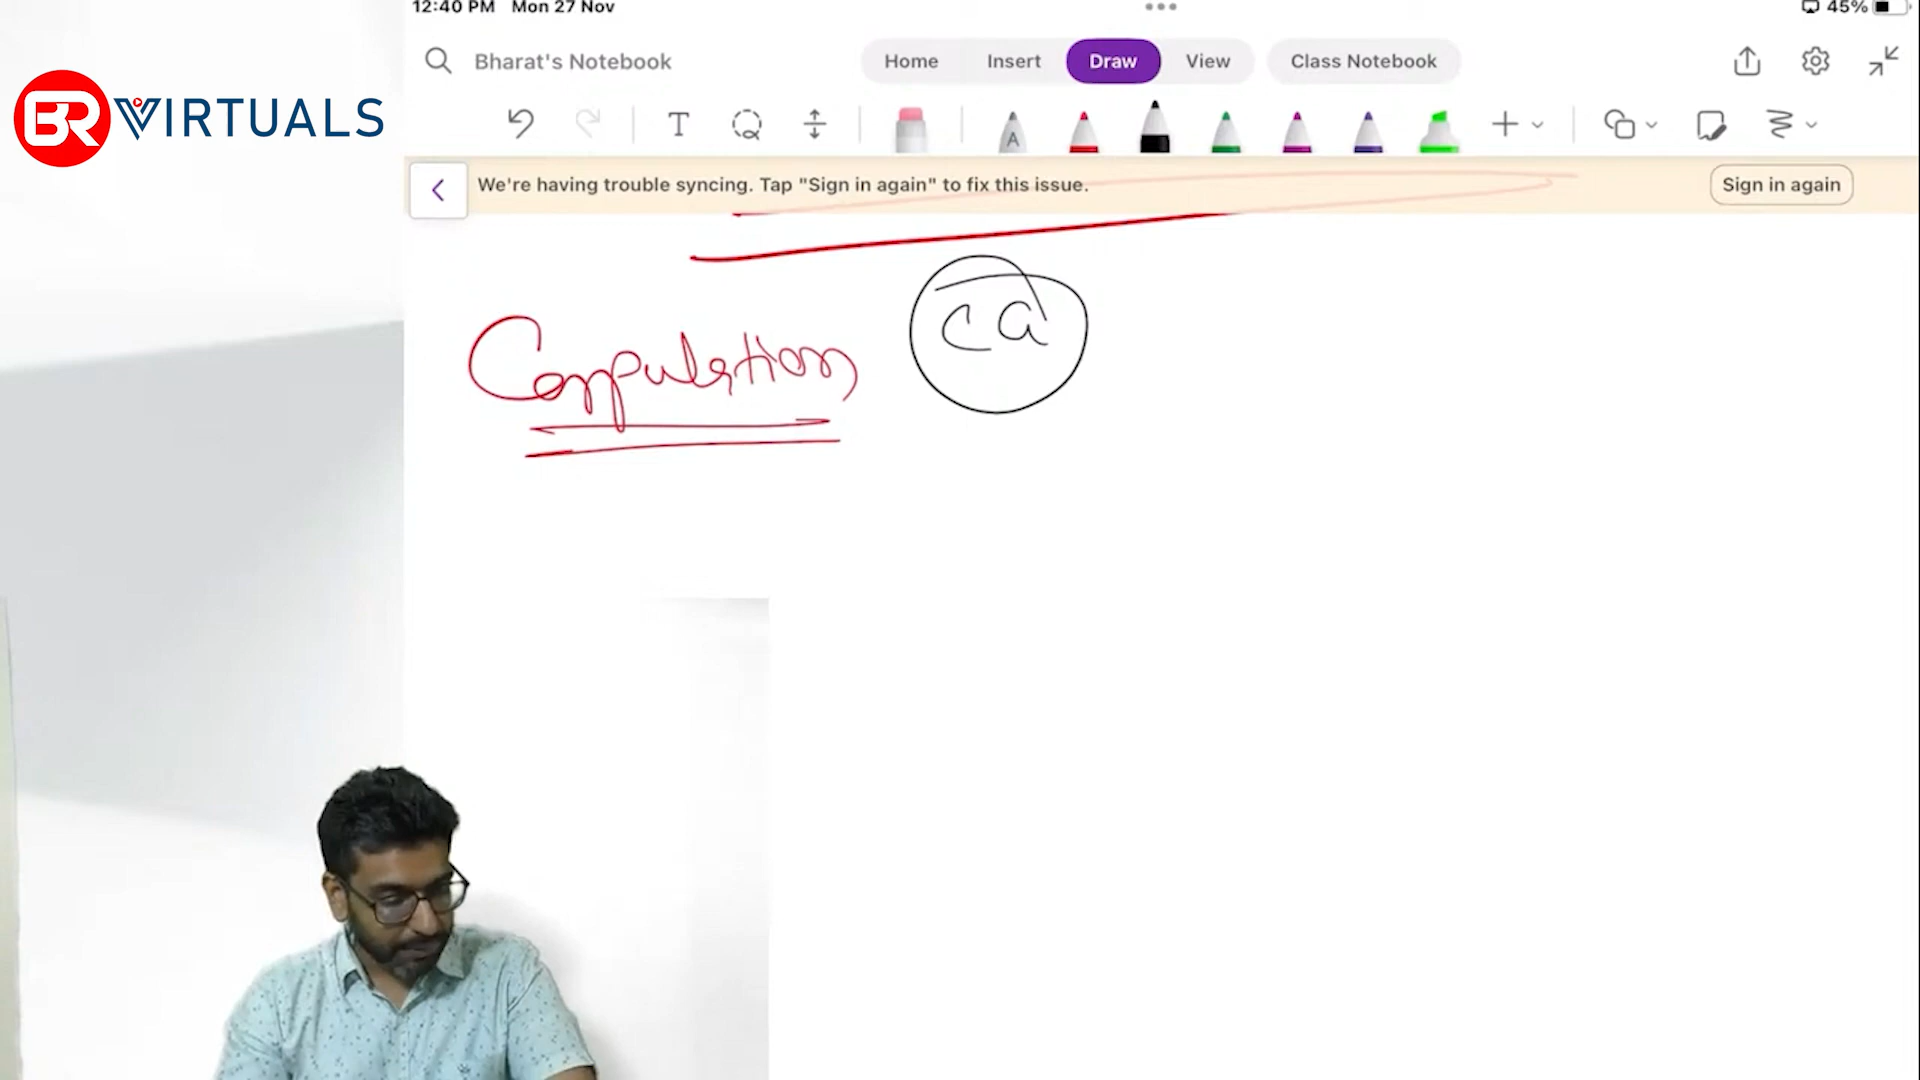 12:40 PM Mon 27 Nov
45%
BR VIRTUALS
Bharat's Notebook
Home Insert Draw View Class Notebook
T
A
We're having trouble syncing. Tap "Sign in again" to fix this issue.
Sign in again
Computation
ca